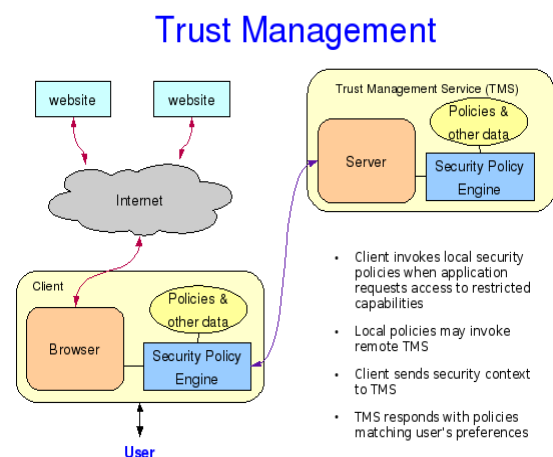 Trust Management
website
website
Internet
Trust Management Service (TMS)
Policies &
other data
Server
Security Policy
Engine
Client
Policies &
other data
Browser
Security Policy
Engine
User
• Client invokes local security
policies when application
requests access to restricted
capabilities
• Local policies may invoke
remote TMS
• Client sends security context
to TMS
• TMS responds with policies
matching user's preferences